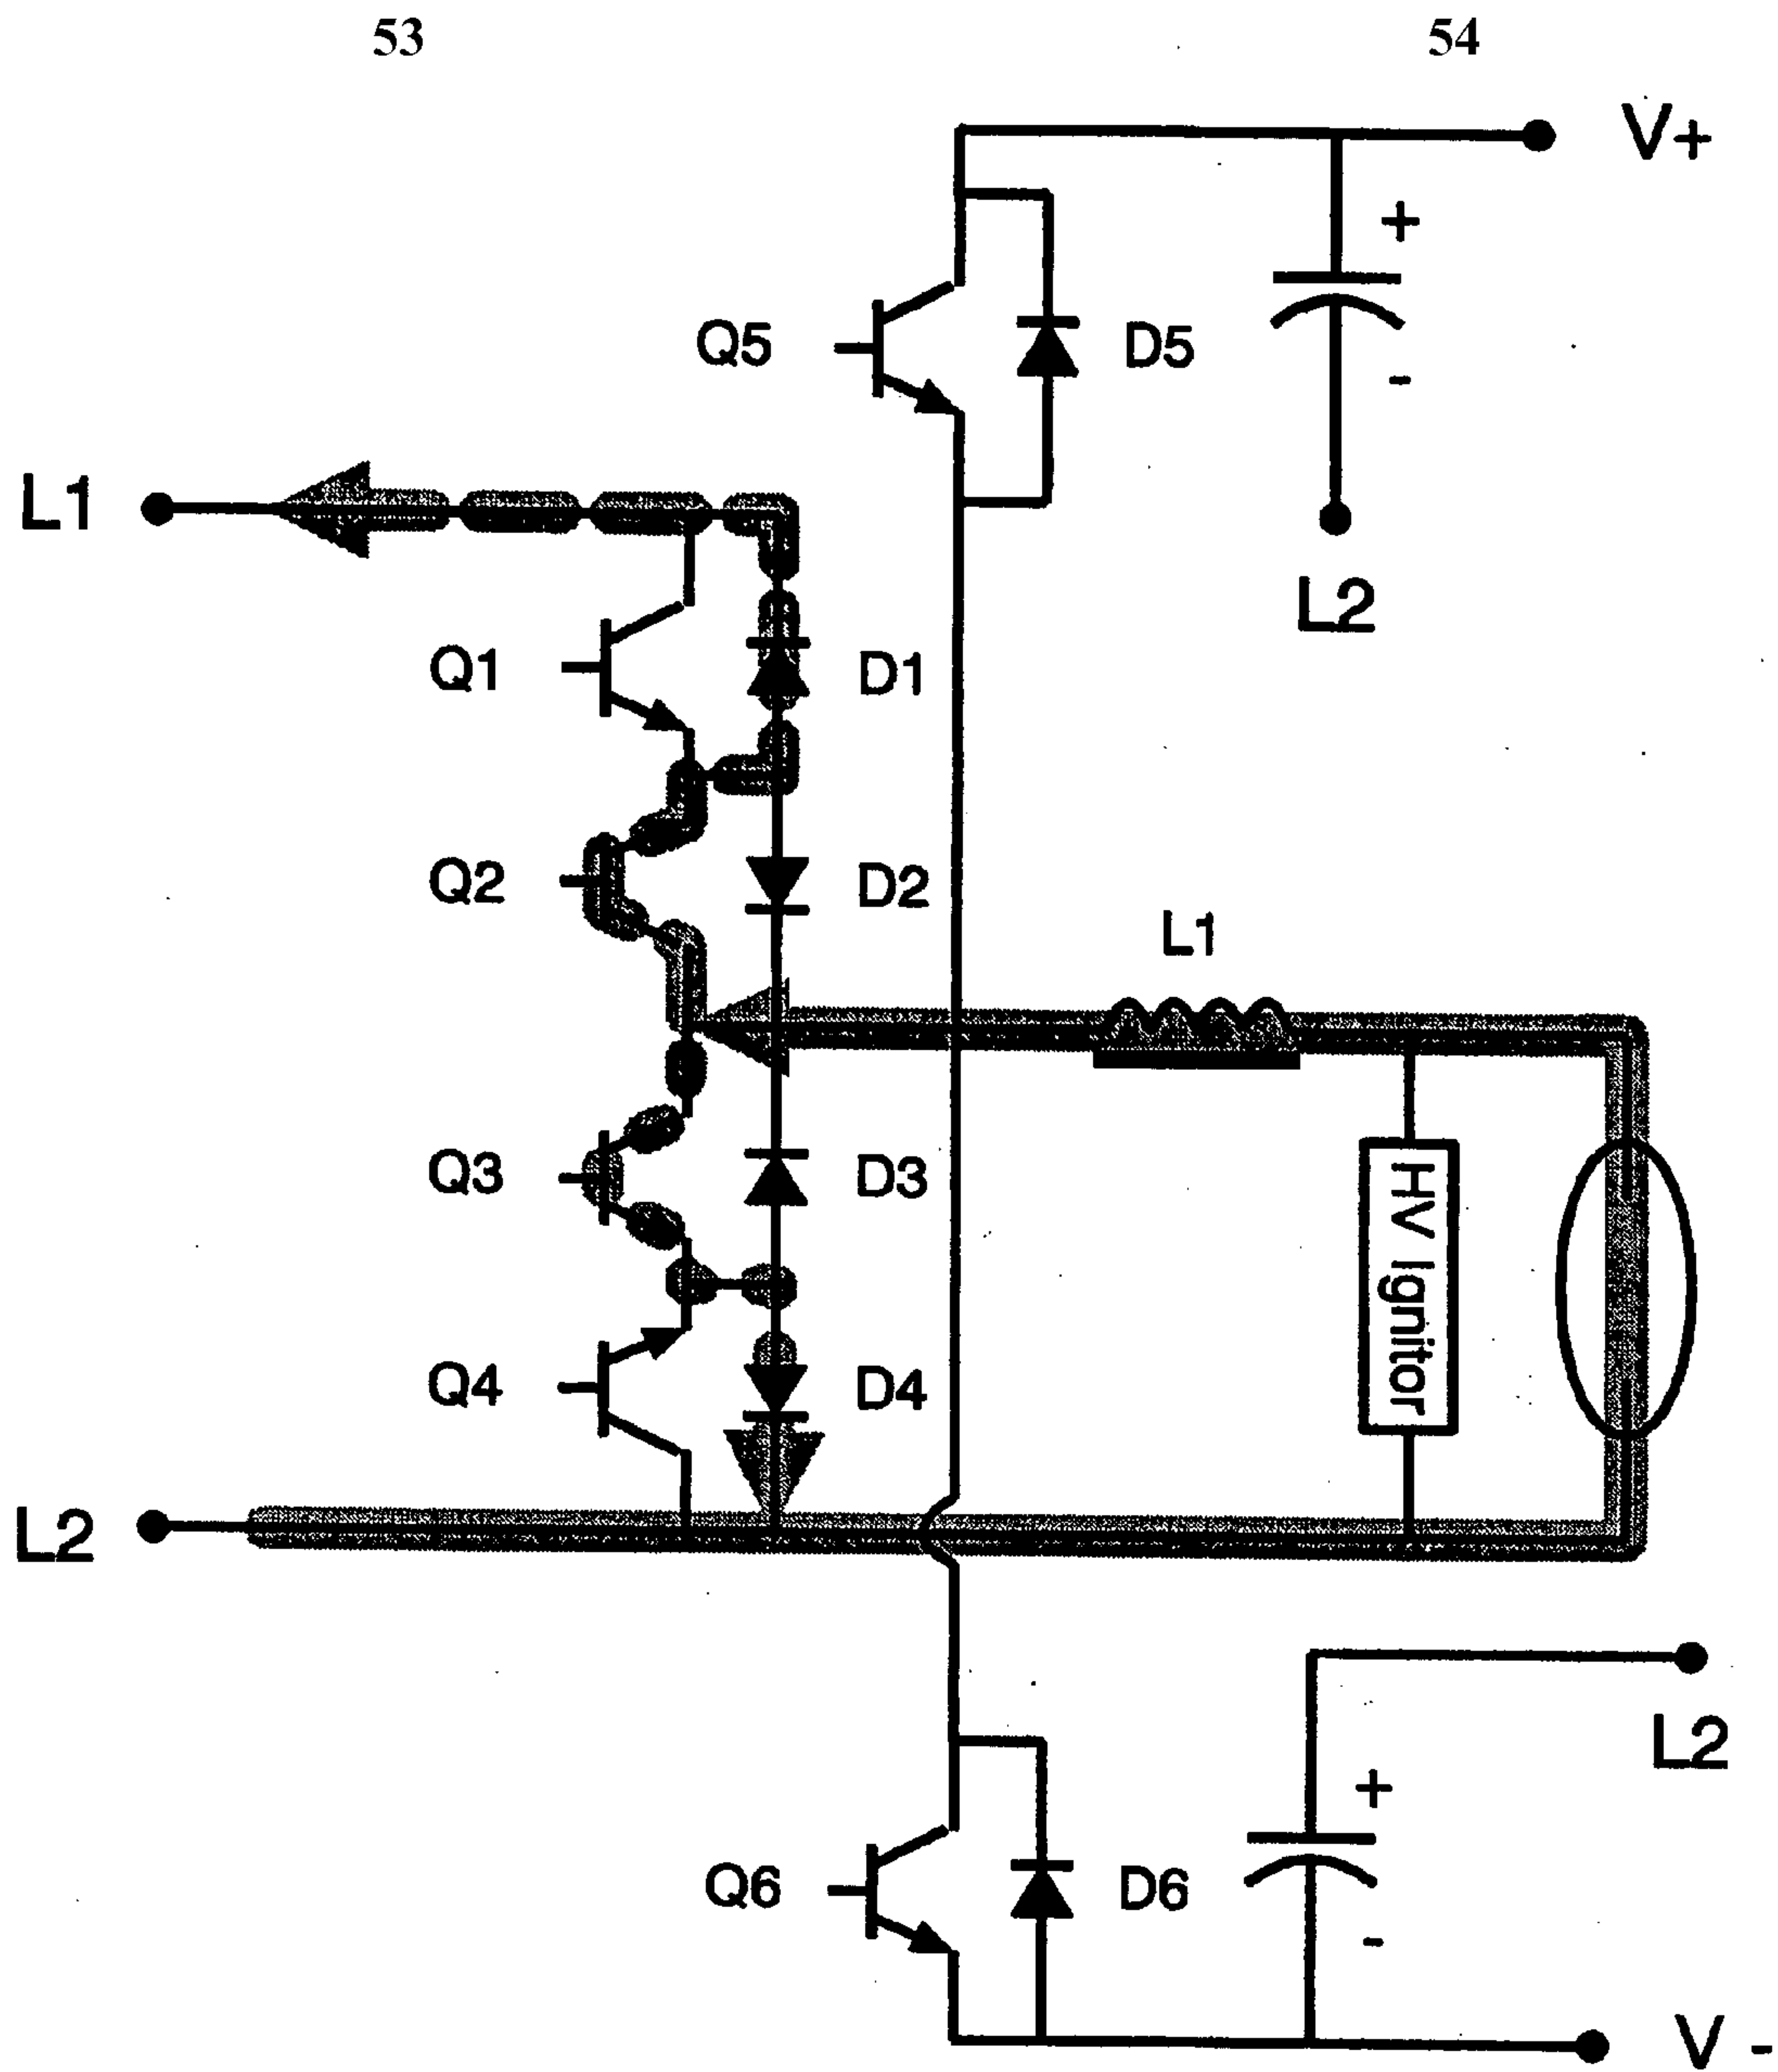 53
54
V+
+
Q5
D5
-
L1
L2
Q1
D1
Q2
D2
L1
Q3
D3
HV Ignitor
Q4
D4
L2
L2
+
Q6
D6
-
V -